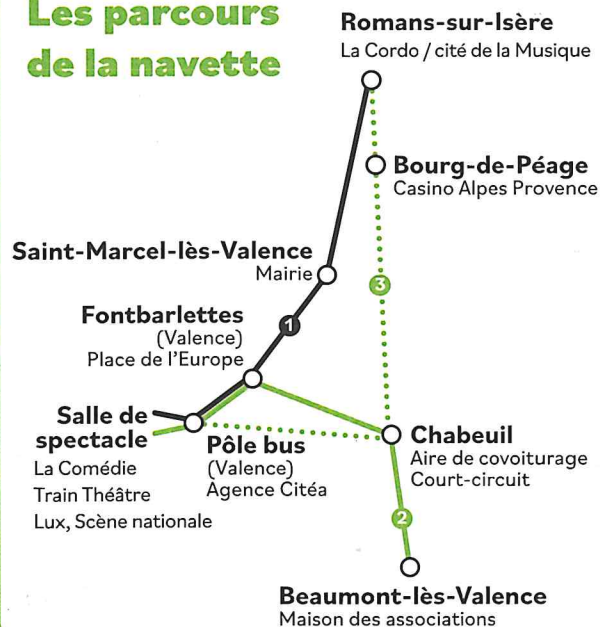 Les parcours
de la navette
Romans-sur-Isère
La Cordo / cité de la Musique
Bourg-de-Péage
Casino Alpes Provence
Saint-Marcel-lès-Valence
Mairie
3
1
Fontbarlettes
(Valence)
Place de l'Europe
Salle de
spectacle
La Comédie
Train Théâtre
Lux, Scène nationale
Pôle bus
(Valence)
Agence Citéa
Chabeuil
Aire de covoiturage
Court-circuit
2
Beaumont-lès-Valence
Maison des associations